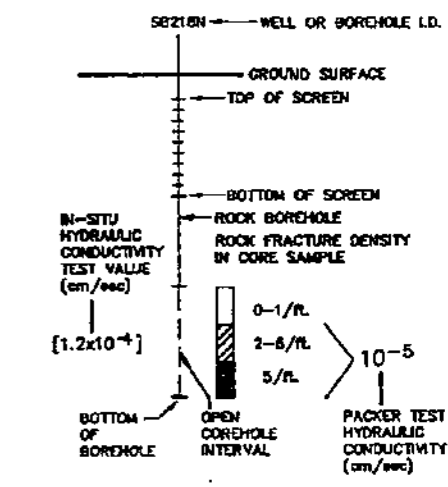 SB218N
WELL OR BOREHOLE I.D.
GROUND SURFACE
TOP OF SCREEN
BOTTOM OF SCREEN
ROCK BOREHOLE
IN-SITU
HYDRAULIC
CONDUCTIVITY
TEST VALUE
(cm/sec)
ROCK FRACTURE DENSITY
IN CORE SAMPLE
[1.2x10-4]
0-1/ft.
2-5/ft.
5/ft.
10-5
BOTTOM
OF
BOREHOLE
OPEN
COREHOLE
INTERVAL
PACKER TEST
HYDRAULIC
CONDUCTIVITY
(cm/sec)